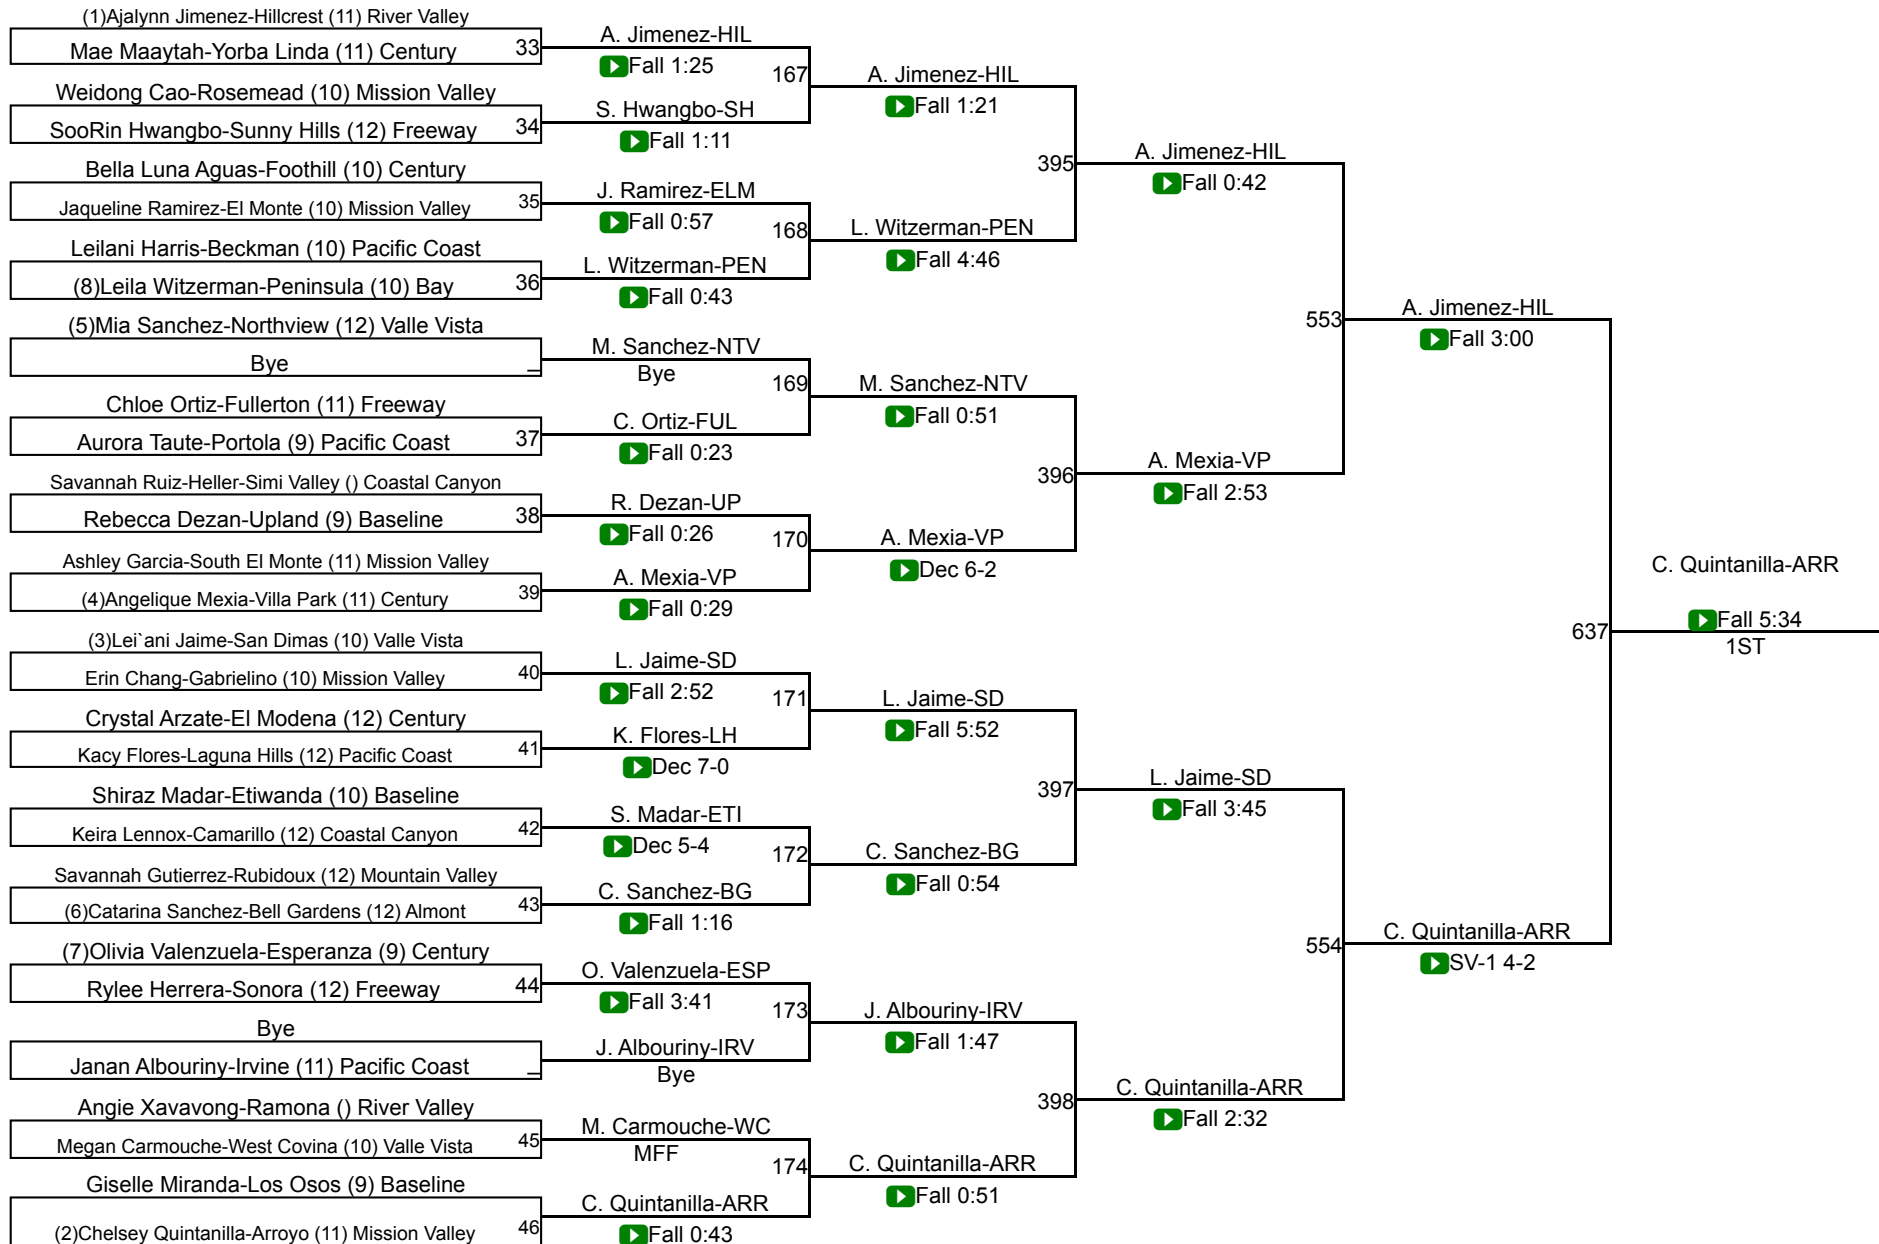 (1)Ajalynn Jimenez-Hillcrest (11) River Valley
Mae Maaytah-Yorba Linda (11) Century
33
Weidong Cao-Rosemead (10) Mission Valley
SooRin Hwangbo-Sunny Hills (12) Freeway
34
Bella Luna Aguas-Foothill (10) Century
Jaqueline Ramirez-El Monte (10) Mission Valley
35
Leilani Harris-Beckman (10) Pacific Coast
(8)Leila Witzerman-Peninsula (10) Bay
36
(5)Mia Sanchez-Northview (12) Valle Vista
Bye
_
Chloe Ortiz-Fullerton (11) Freeway
Aurora Taute-Portola (9) Pacific Coast
37
Savannah Ruiz-Heller-Simi Valley () Coastal Canyon
Rebecca Dezan-Upland (9) Baseline
38
Ashley Garcia-South El Monte (11) Mission Valley
(4)Angelique Mexia-Villa Park (11) Century
39
(3)Lei`ani Jaime-San Dimas (10) Valle Vista
Erin Chang-Gabrielino (10) Mission Valley
40
Crystal Arzate-El Modena (12) Century
Kacy Flores-Laguna Hills (12) Pacific Coast
41
Shiraz Madar-Etiwanda (10) Baseline
Keira Lennox-Camarillo (12) Coastal Canyon
42
Savannah Gutierrez-Rubidoux (12) Mountain Valley
(6)Catarina Sanchez-Bell Gardens (12) Almont
43
(7)Olivia Valenzuela-Esperanza (9) Century
Rylee Herrera-Sonora (12) Freeway
44
Bye
Janan Albouriny-Irvine (11) Pacific Coast
_
Angie Xavavong-Ramona () River Valley
Megan Carmouche-West Covina (10) Valle Vista
45
Giselle Miranda-Los Osos (9) Baseline
(2)Chelsey Quintanilla-Arroyo (11) Mission Valley
46
A. Jimenez-HIL
Fall 1:25
167
S. Hwangbo-SH
Fall 1:11
J. Ramirez-ELM
Fall 0:57
168
L. Witzerman-PEN
Fall 0:43
M. Sanchez-NTV
Bye
169
C. Ortiz-FUL
Fall 0:23
R. Dezan-UP
Fall 0:26
170
A. Mexia-VP
Fall 0:29
L. Jaime-SD
Fall 2:52
171
K. Flores-LH
Dec 7-0
S. Madar-ETI
Dec 5-4
172
C. Sanchez-BG
Fall 1:16
O. Valenzuela-ESP
Fall 3:41
173
J. Albouriny-IRV
Bye
M. Carmouche-WC
MFF
174
C. Quintanilla-ARR
Fall 0:43
A. Jimenez-HIL
Fall 1:21
395
L. Witzerman-PEN
Fall 4:46
M. Sanchez-NTV
Fall 0:51
396
A. Mexia-VP
Dec 6-2
L. Jaime-SD
Fall 5:52
397
C. Sanchez-BG
Fall 0:54
J. Albouriny-IRV
Fall 1:47
398
C. Quintanilla-ARR
Fall 0:51
A. Jimenez-HIL
Fall 0:42
553
A. Mexia-VP
Fall 2:53
L. Jaime-SD
Fall 3:45
554
C. Quintanilla-ARR
Fall 2:32
A. Jimenez-HIL
Fall 3:00
637
C. Quintanilla-ARR
SV-1 4-2
C. Quintanilla-ARR
Fall 5:34
1ST